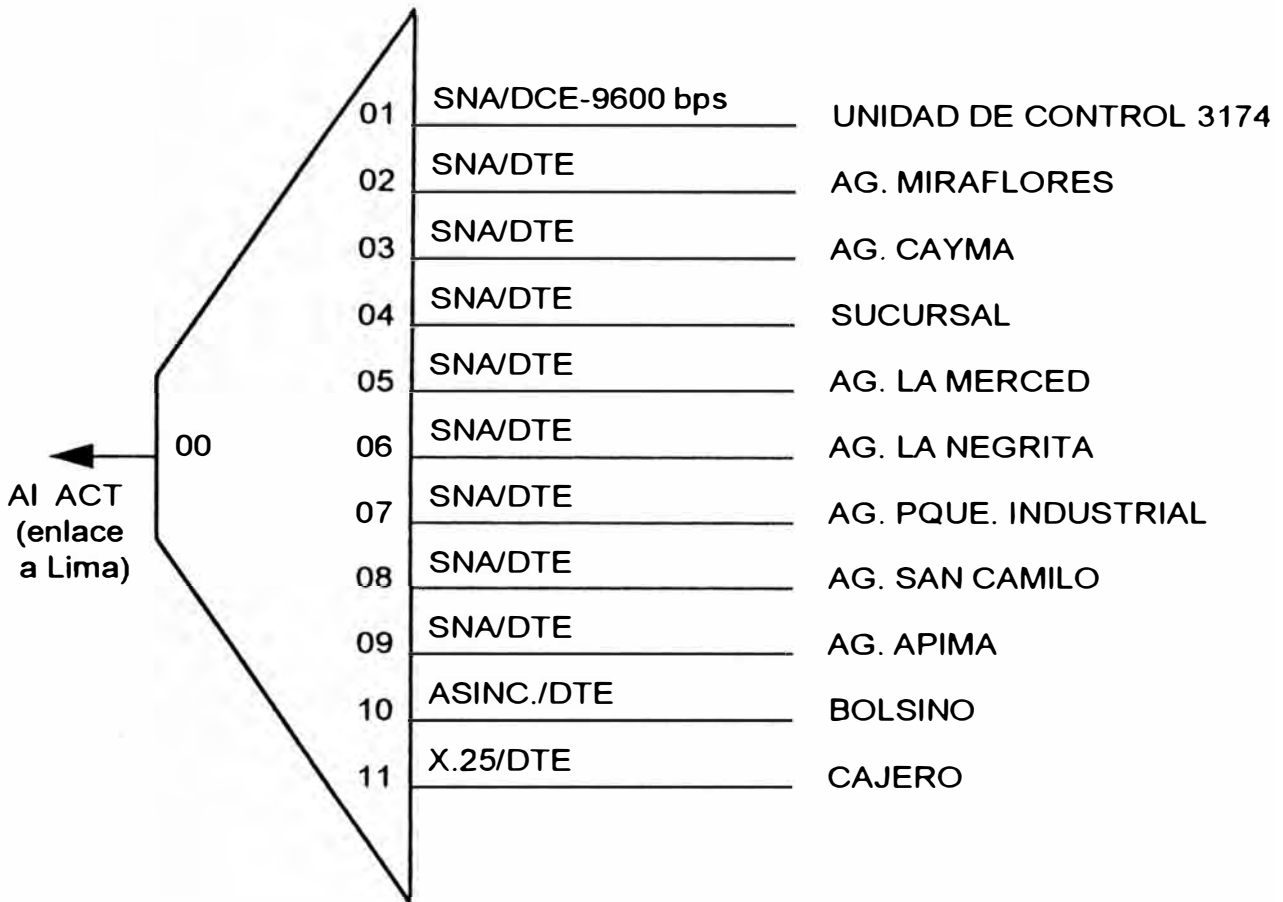 01 SNA/DCE-9600 bps UNIDAD DE CONTROL 3174
02 SNA/DTE AG. MIRAFLORES
03 SNA/DTE AG. CAYMA
04 SNA/DTE SUCURSAL
05 SNA/DTE AG. LA MERCED
00
06 SNA/DTE AG. LA NEGRITA
Al ACT
(enlace
a Lima)
07 SNA/DTE AG. PQUE. INDUSTRIAL
08 SNA/DTE AG. SAN CAMILO
09 SNA/DTE AG. APIMA
10 ASINC./DTE BOLSINO
11 X.25/DTE CAJERO